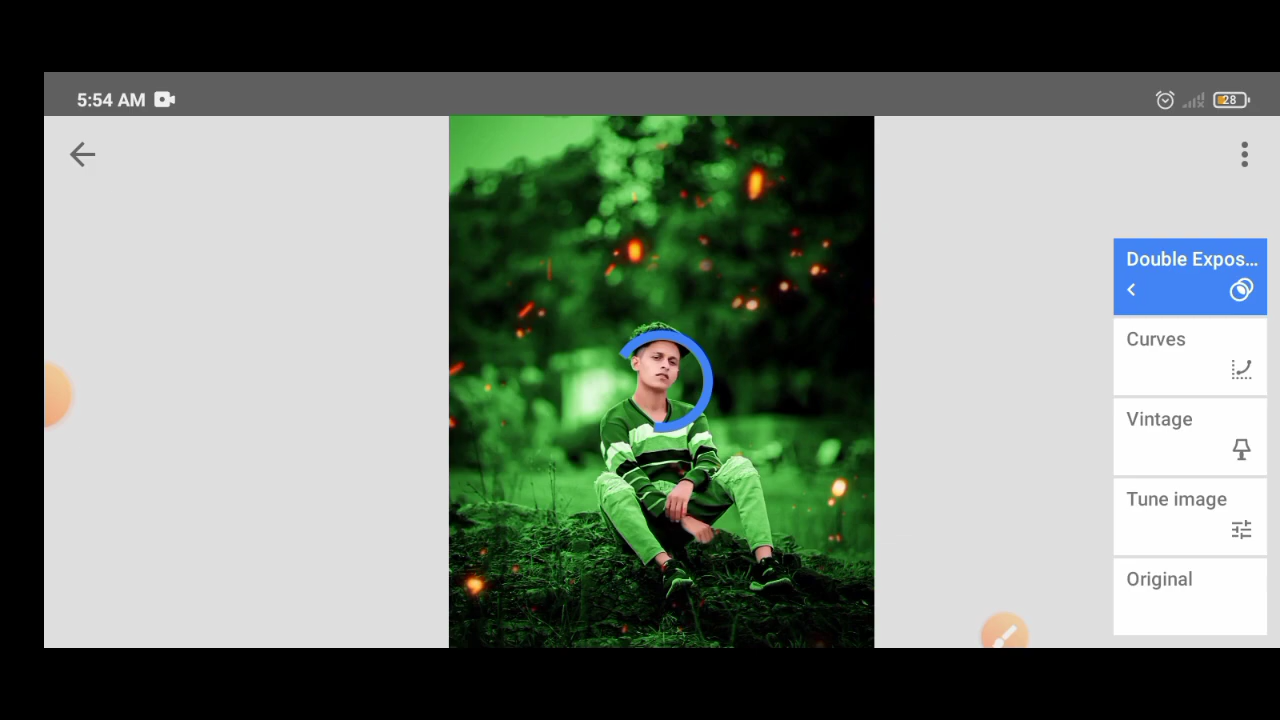 5:54 AM
28
Double Expos...
Curves
Vintage
Tune image
Original